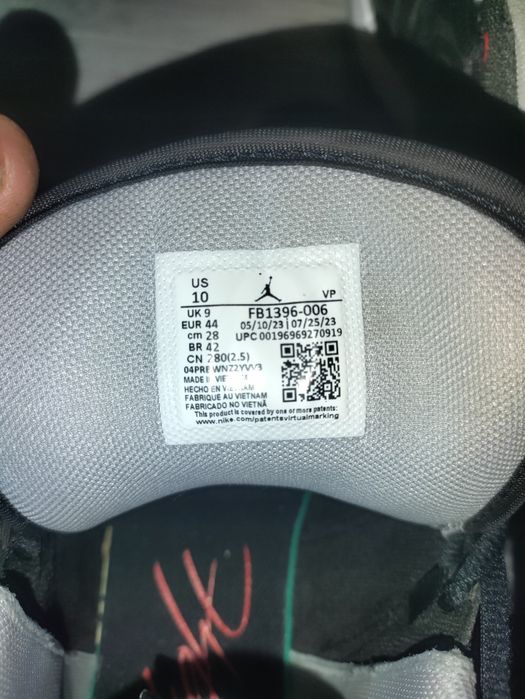 US
10
VP
UK 9
FB1396-006
EUR 44
05/10/23 | 07/25/23
cm 28
UPC 00196969270919
BR 42
CN 280(2.5)
MADE IN
HECHO EN VIETNAM
FABRIQUE AU VIETNAM
FABRICADO NO VIETNÃ
This product is covered by one or more patents:
www.nike.com/patentsvirtualmarking